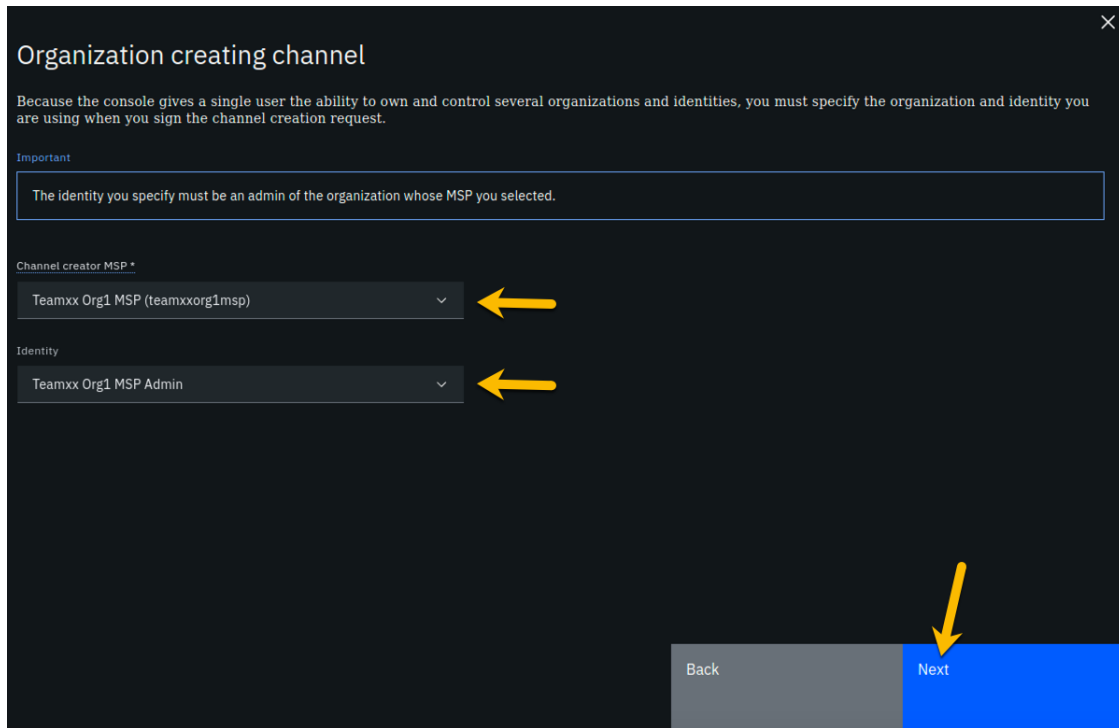 Organization creating channel
Because the console gives a single user the ability to own and control several organizations and identities, you must specify the organization and identity you
are using when you sign the channel creation request.
Important
The identity you specify must be an admin of the organization whose MSP you selected.
Channel creator MSP *
Teamxx Org1 MSP (teamxxorg1msp)
Identity
Teamxx Org1 MSP Admin
Back
Next